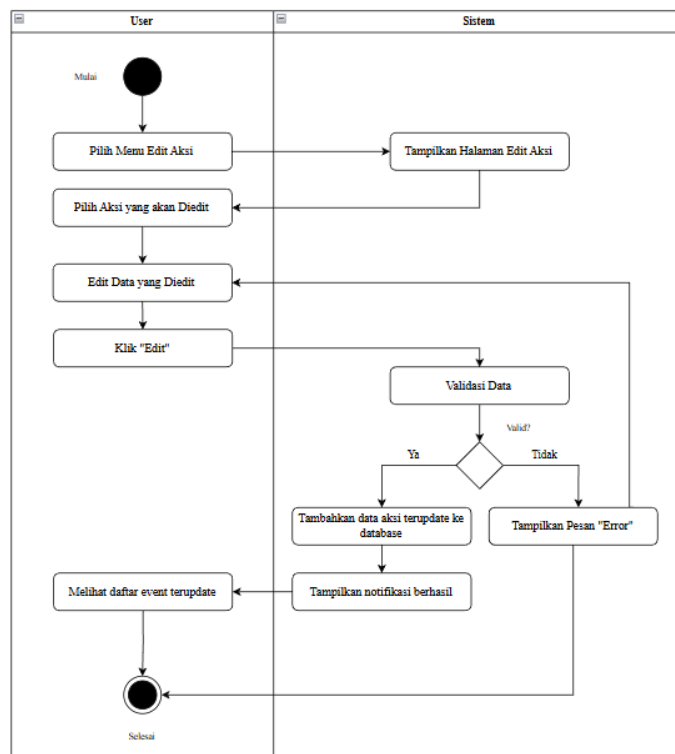 User
Sistem
Mulai
Pilih Menu Edit Aksi
Tampilkan Halaman Edit Aksi
Pilih Aksi yang akan Diedit
Edit Data yang Diedit
Klik "Edit"
Validasi Data
Valid?
Ya
Tidak
Tambahkan data aksi terupdate ke
database
Tampilkan Pesan "Error"
Melihat daftar event terupdate
Tampilkan notifikasi berhasil
Selesai